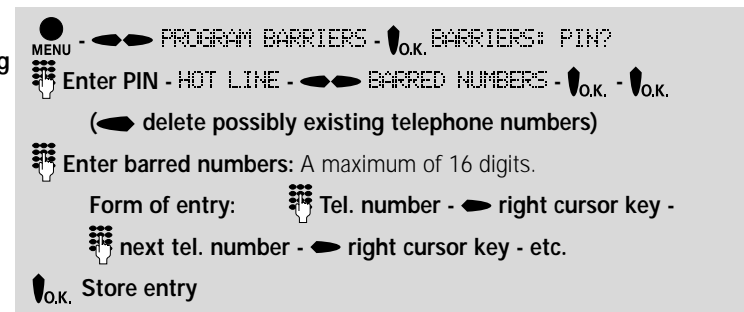 MENU - PROGRAM BARRIERS - O.K. BARRIERS: PIN?
g
Enter PIN - HOT LINE - BARRED NUMBERS - O.K. - O.K.
( delete possibly existing telephone numbers)
Enter barred numbers: A maximum of 16 digits.
Form of entry: Tel. number - right cursor key -
next tel. number - right cursor key - etc.
O.K. Store entry